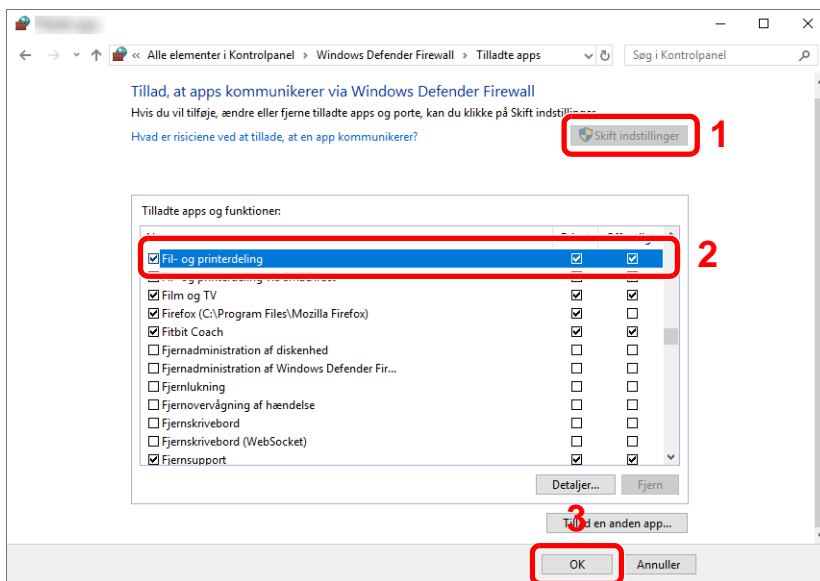 « Alle elementer i Kontrolpanel > Windows Defender Firewall > Tilladte apps
Søg i Kontrolpanel
Tillad, at apps kommunikerer via Windows Defender Firewall
Hvis du vil tilføje, ændre eller fjerne tilladte apps og porte, kan du klikke på Skift indstillinger.
Hvad er risiciene ved at tillade, at en app kommunikerer?
Skift indstillinger
1
Tilladte apps og funktioner:
Fil- og printerdeling
2
Film og TV
Firefox (C:\Program Files\Mozilla Firefox)
Fitbit Coach
Fjernadministration af diskenhed
Fjernadministration af Windows Defender Fir...
Fjernlukning
Fjernovervågning af hændelse
Fjernskrivebord
Fjernskrivebord (WebSocket)
Fjernsupport
Detaljer...
Fjern
3
Tillad en anden app...
OK
Annuller